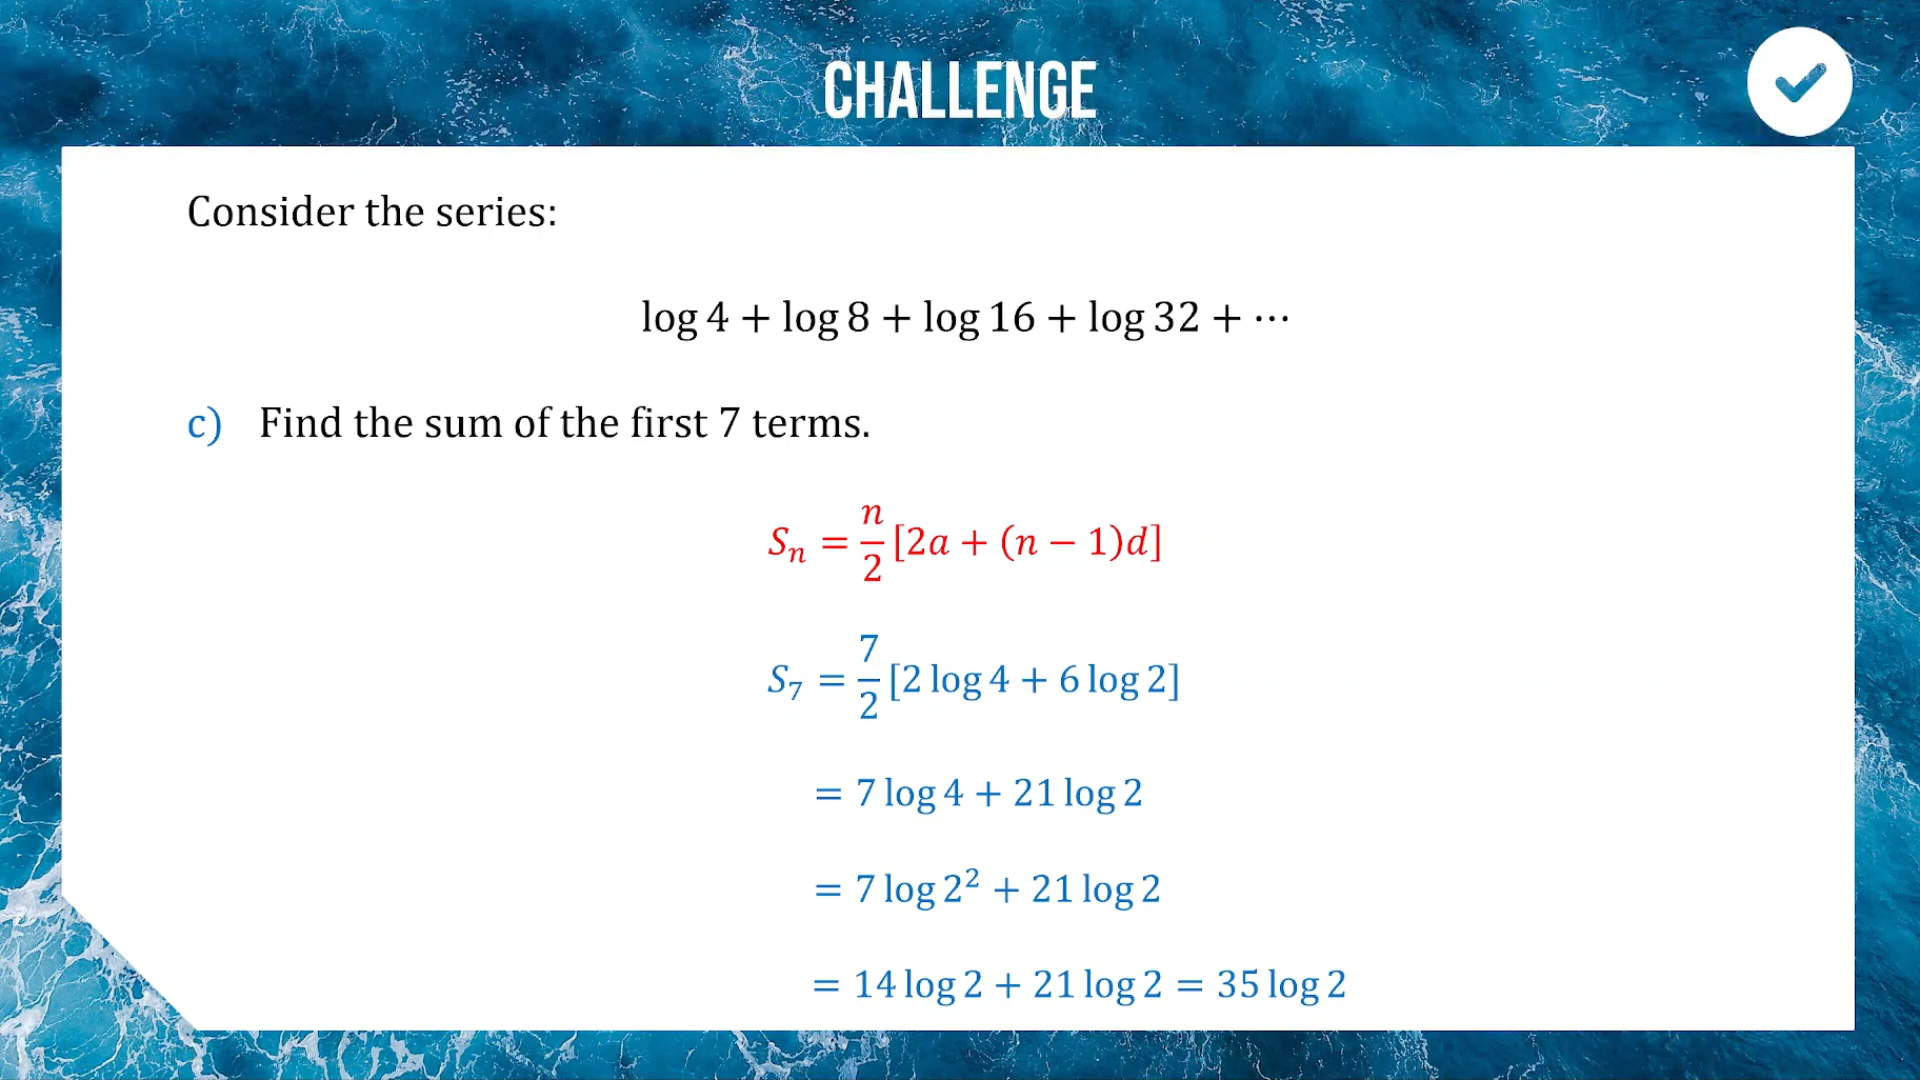 CHALLENGE
Consider the series:
log 4 + log 8 + log 16 + log 32 + ⋯
c) Find the sum of the first 7 terms.
Sₙ = n/2 [2a + (n − 1)d]
S₇ = 7/2 [2 log 4 + 6 log 2]
= 7 log 4 + 21 log 2
= 7 log 2² + 21 log 2
= 14 log 2 + 21 log 2 = 35 log 2